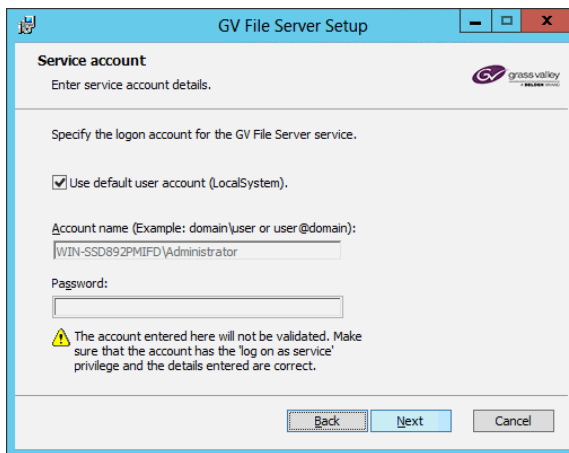 GV File Server Setup
Service account
Enter service account details.
GV grass valley
A BELDEN BRAND
Specify the logon account for the GV File Server service.
Use default user account (LocalSystem).
Account name (Example: domain\user or user@domain):
WIN-SSD892PMIFD\Administrator
Password:
The account entered here will not be validated. Make
sure that the account has the 'log on as service'
privilege and the details entered are correct.
Back Next Cancel